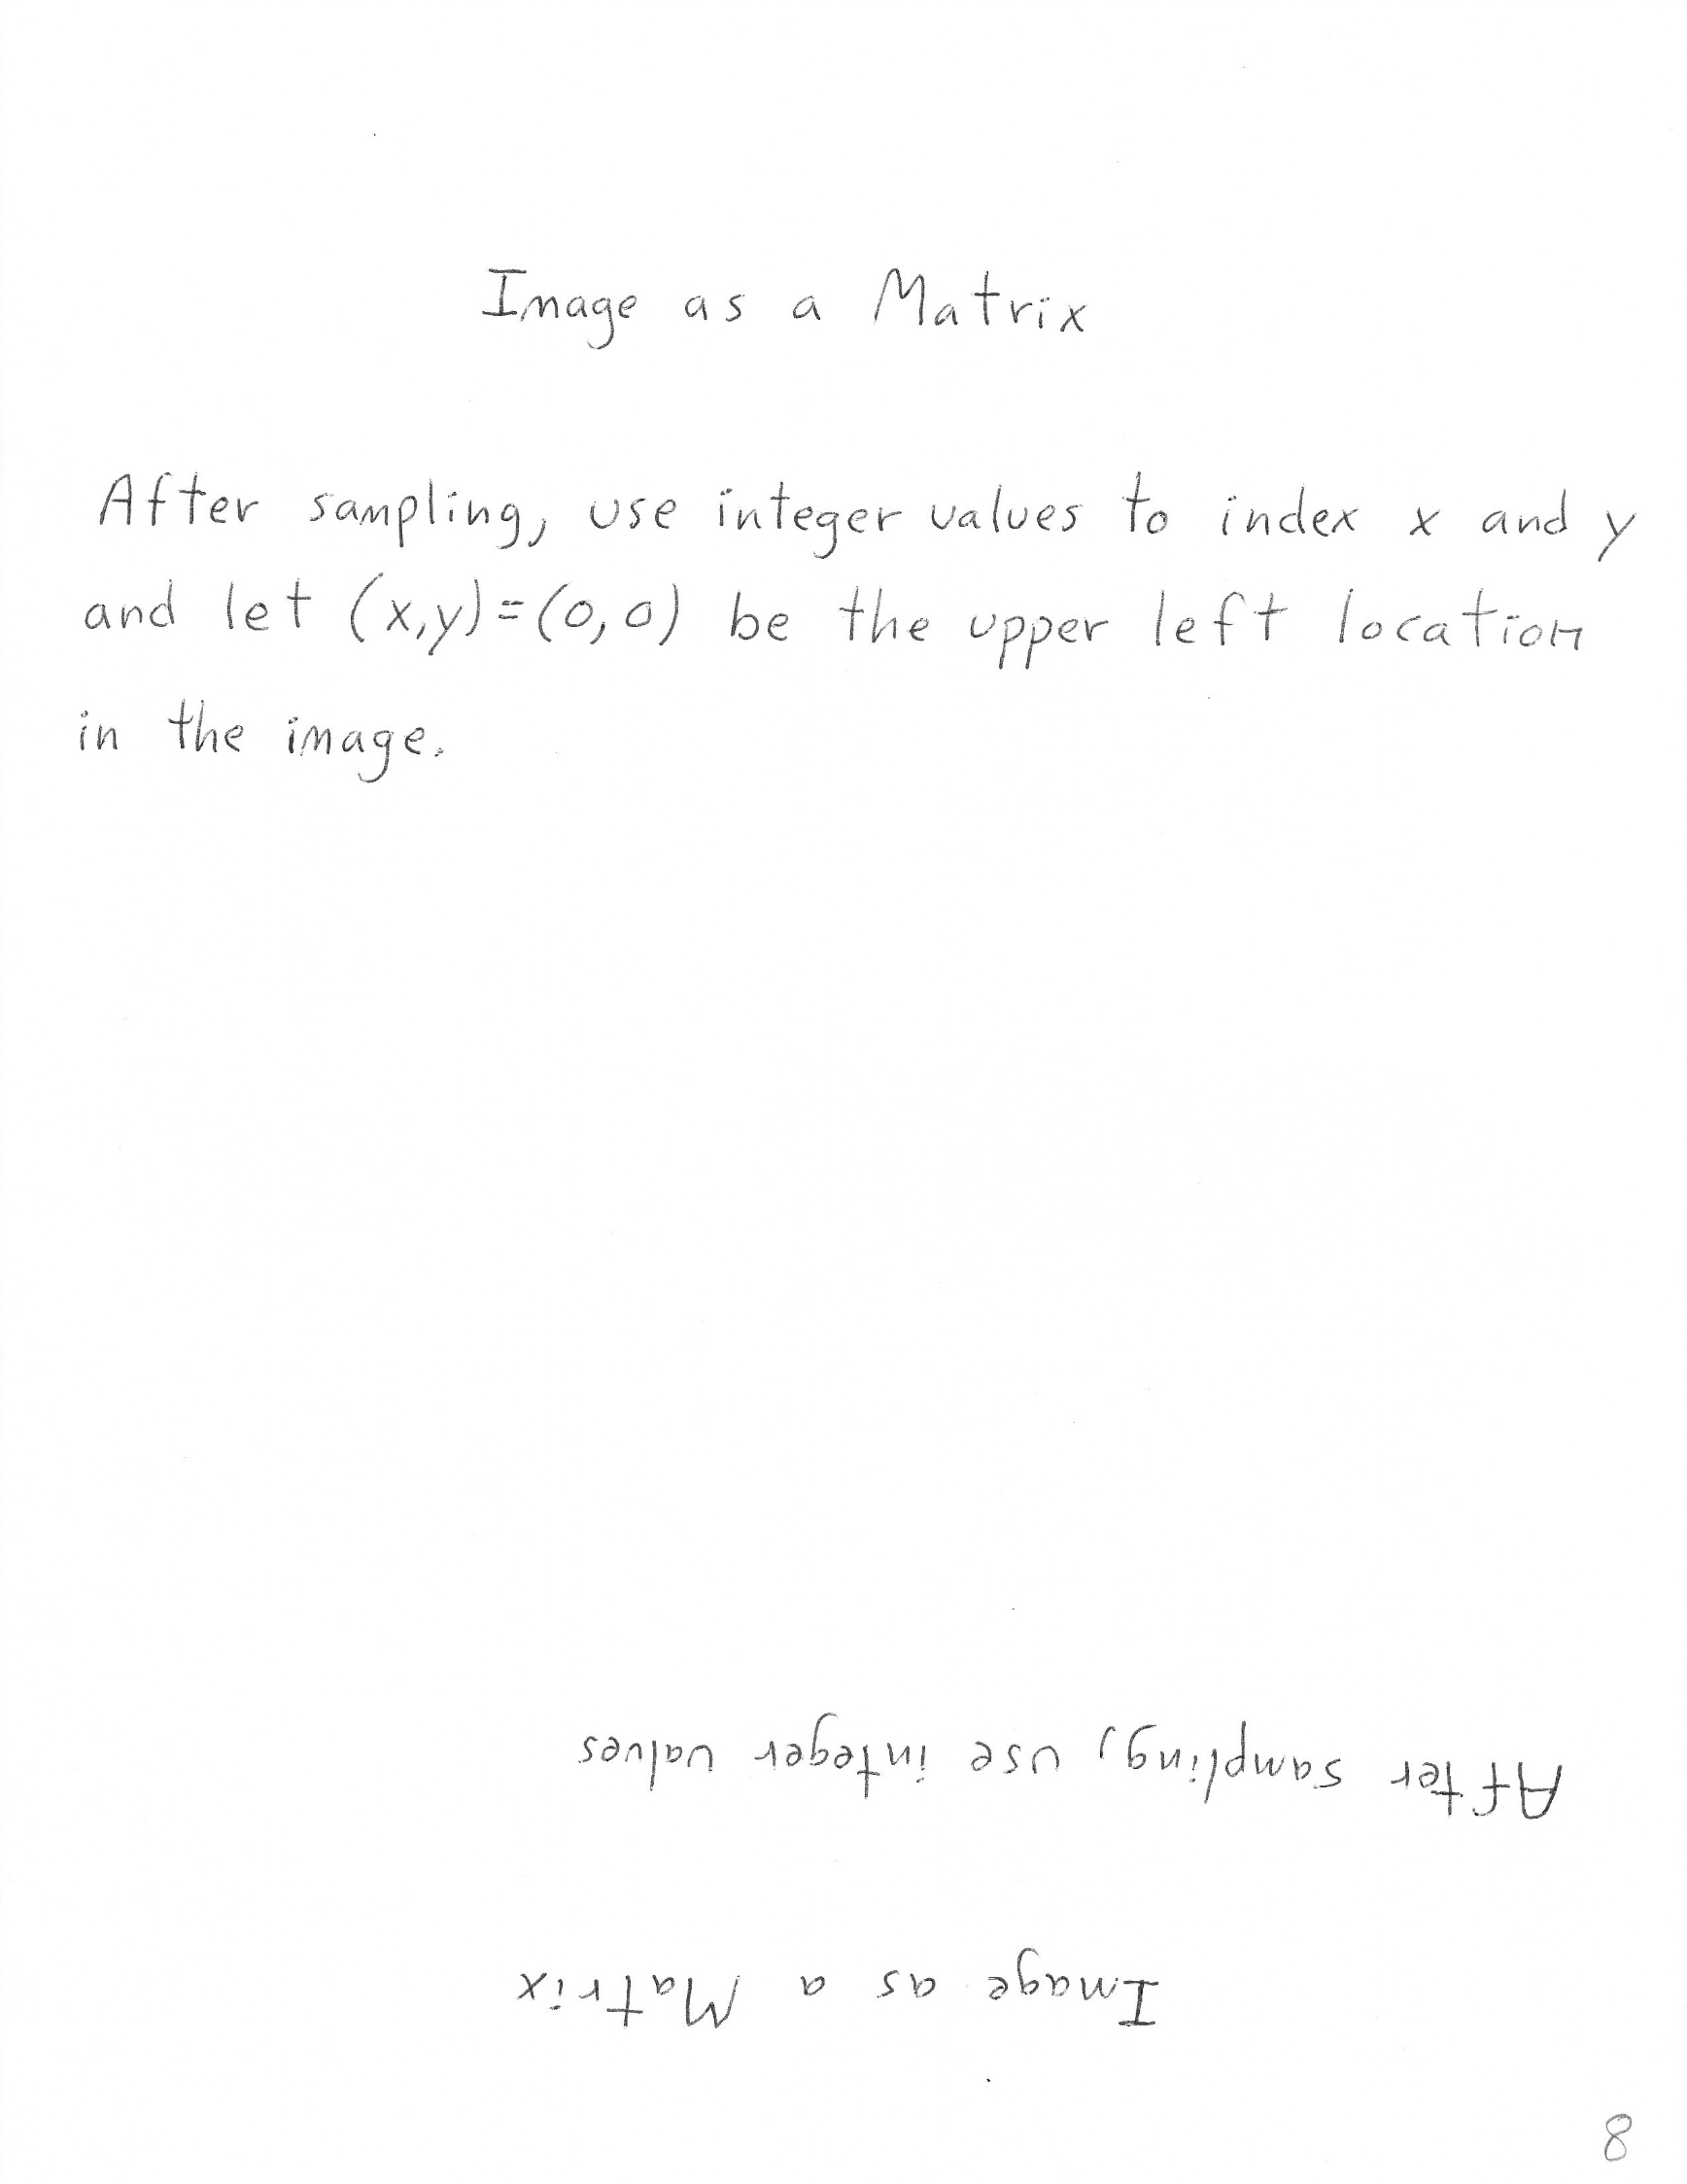 Image as a Matrix
After sampling, use integer values to index x and y
and let (x,y)=(0,0) be the upper left location
in the image.
After sampling, use integer values
Image as a Matrix
8